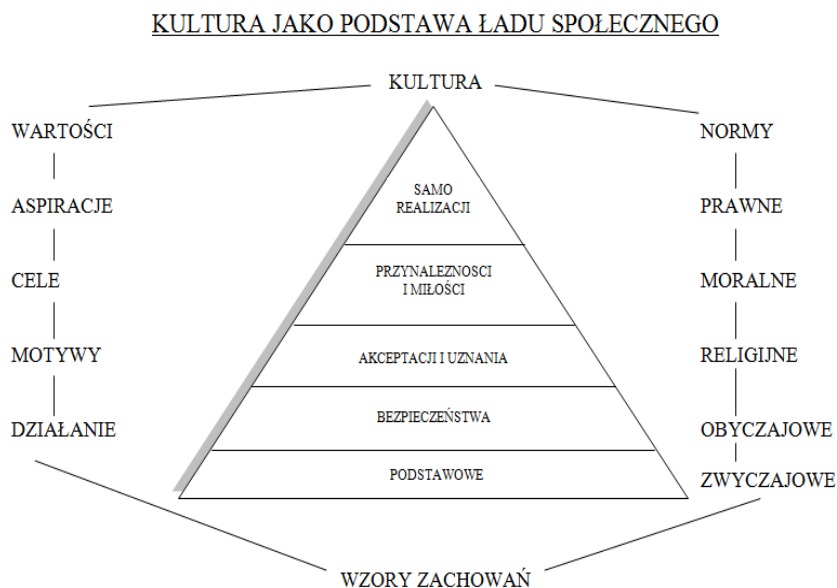 KULTURA JAKO PODSTAWA ŁADU SPOŁECZNEGO
KULTURA
WARTOŚCI
ASPIRACJE
CELE
MOTYWY
DZIAŁANIE
SAMO
REALIZACJI
PRZYNALEZNOSCI
I MIŁOŚCI
AKCEPTACJI I UZNANIA
BEZPIECZEŃSTWA
PODSTAWOWE
NORMY
PRAWNE
MORALNE
RELIGIJNE
OBYCZAJOWE
ZWYCZAJOWE
WZORY ZACHOWAŃ